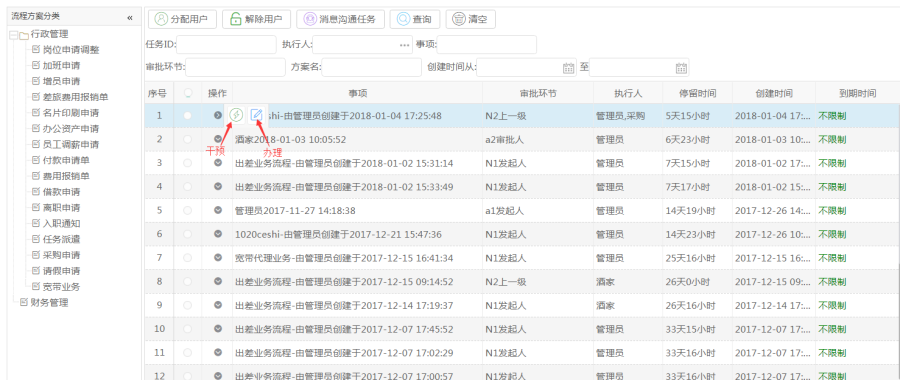 流程方案分类 «
行政管理
岗位申请调整
加班申请
增员申请
差旅费用报销单
名片印刷申请
办公资产申请
员工调薪申请
付款申请单
费用报销单
借款申请
离职申请
入职通知
任务派遣
采购申请
请假申请
宽带业务
财务管理
分配用户 解除用户 消息沟通任务 查询 清空
任务ID: 执行人: 事项:
审批环节: 方案名: 创建时间从: 至
序号 操作 事项 审批环节 执行人 停留时间 创建时间 到期时间
1 shi-由管理员创建于2018-01-04 17:25:48 N2上一级 管理员,采购 5天15小时 2018-01-04 17:... 不限制
干预 办理
2 酒家2018-01-03 10:05:52 a2审批人 管理员 6天23小时 2018-01-03 10:... 不限制
3 出差业务流程-由管理员创建于2018-01-02 15:31:14 N1发起人 管理员 7天15小时 2018-01-02 17:... 不限制
4 出差业务流程-由管理员创建于2018-01-02 15:33:49 N1发起人 管理员 7天17小时 2018-01-02 15:... 不限制
5 管理员2017-11-27 14:18:38 a1发起人 管理员 14天19小时 2017-12-26 14:... 不限制
6 1020ceshi-由管理员创建于2017-12-21 15:47:36 N1发起人 管理员 14天23小时 2017-12-26 10:... 不限制
7 宽带代理业务-由管理员创建于2017-12-15 16:41:34 N1发起人 管理员 25天16小时 2017-12-15 16:... 不限制
8 出差业务流程-由管理员创建于2017-12-15 09:14:52 N2上一级 酒家 26天0小时 2017-12-15 09:... 不限制
9 出差业务流程-由管理员创建于2017-12-14 17:19:37 N1发起人 酒家 26天16小时 2017-12-14 17:... 不限制
10 出差业务流程-由管理员创建于2017-12-07 17:45:52 N1发起人 管理员 33天15小时 2017-12-07 17:... 不限制
11 出差业务流程-由管理员创建于2017-12-07 17:02:29 N1发起人 管理员 33天16小时 2017-12-07 17:... 不限制
12 出差业务流程-由管理员创建于2017-12-07 17:00:57 N1发起人 管理员 33天16小时 2017-12-07 17:... 不限制